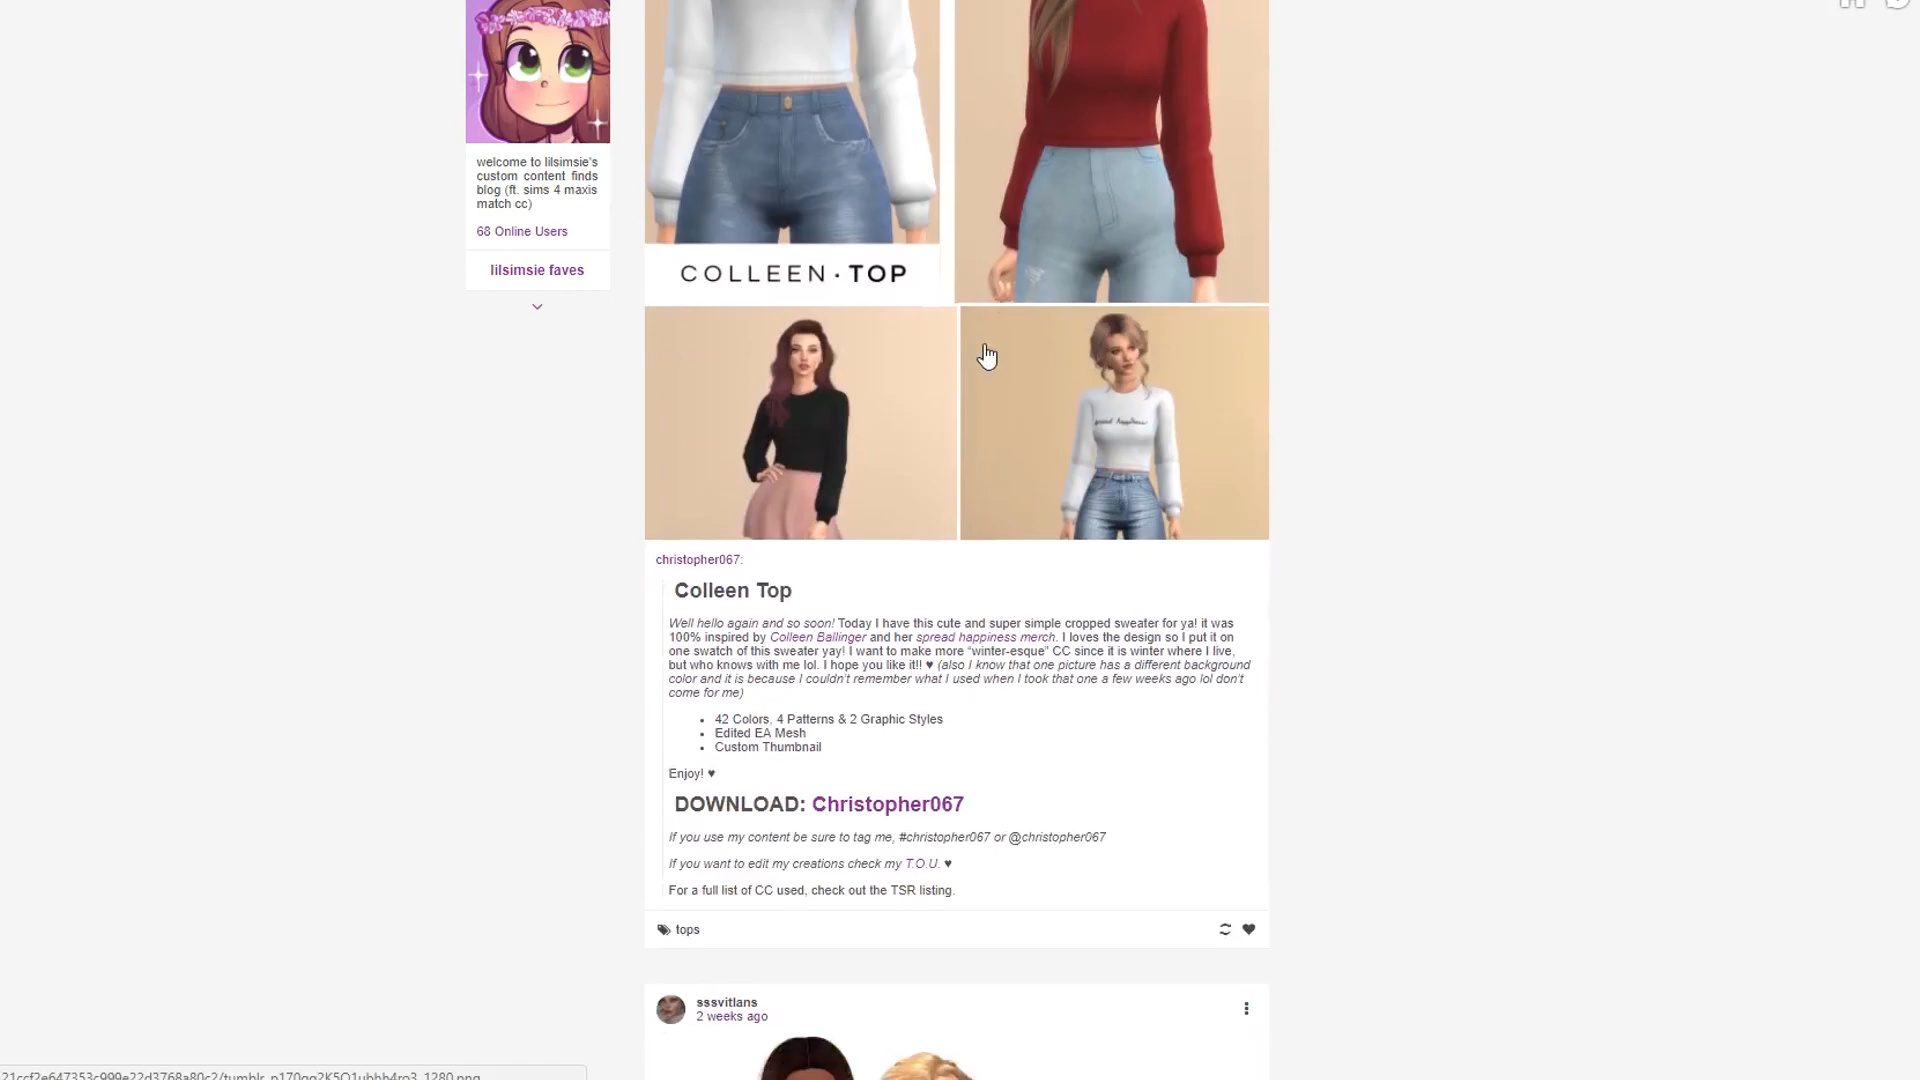 welcome to lilsimsie's
custom content finds
blog (ft. sims 4 maxis
match cc)
68 Online Users
lilsimsie faves
COLLEEN · TOP
spread happiness
christopher067:
Colleen Top
Well hello again and so soon! Today I have this cute and super simple cropped sweater for ya! it was
100% inspired by Colleen Ballinger and her spread happiness merch. I loves the design so I put it on
one swatch of this sweater yay! I want to make more “winter-esque” CC since it is winter where I live,
but who knows with me lol. I hope you like it!! ♥ (also I know that one picture has a different background
color and it is because I couldn’t remember what I used when I took that one a few weeks ago lol don’t
come for me)
• 42 Colors, 4 Patterns & 2 Graphic Styles
• Edited EA Mesh
• Custom Thumbnail
Enjoy! ♥
DOWNLOAD: Christopher067
If you use my content be sure to tag me, #christopher067 or @christopher067
If you want to edit my creations check my T.O.U. ♥
For a full list of CC used, check out the TSR listing.
tops
sssvitlans
2 weeks ago